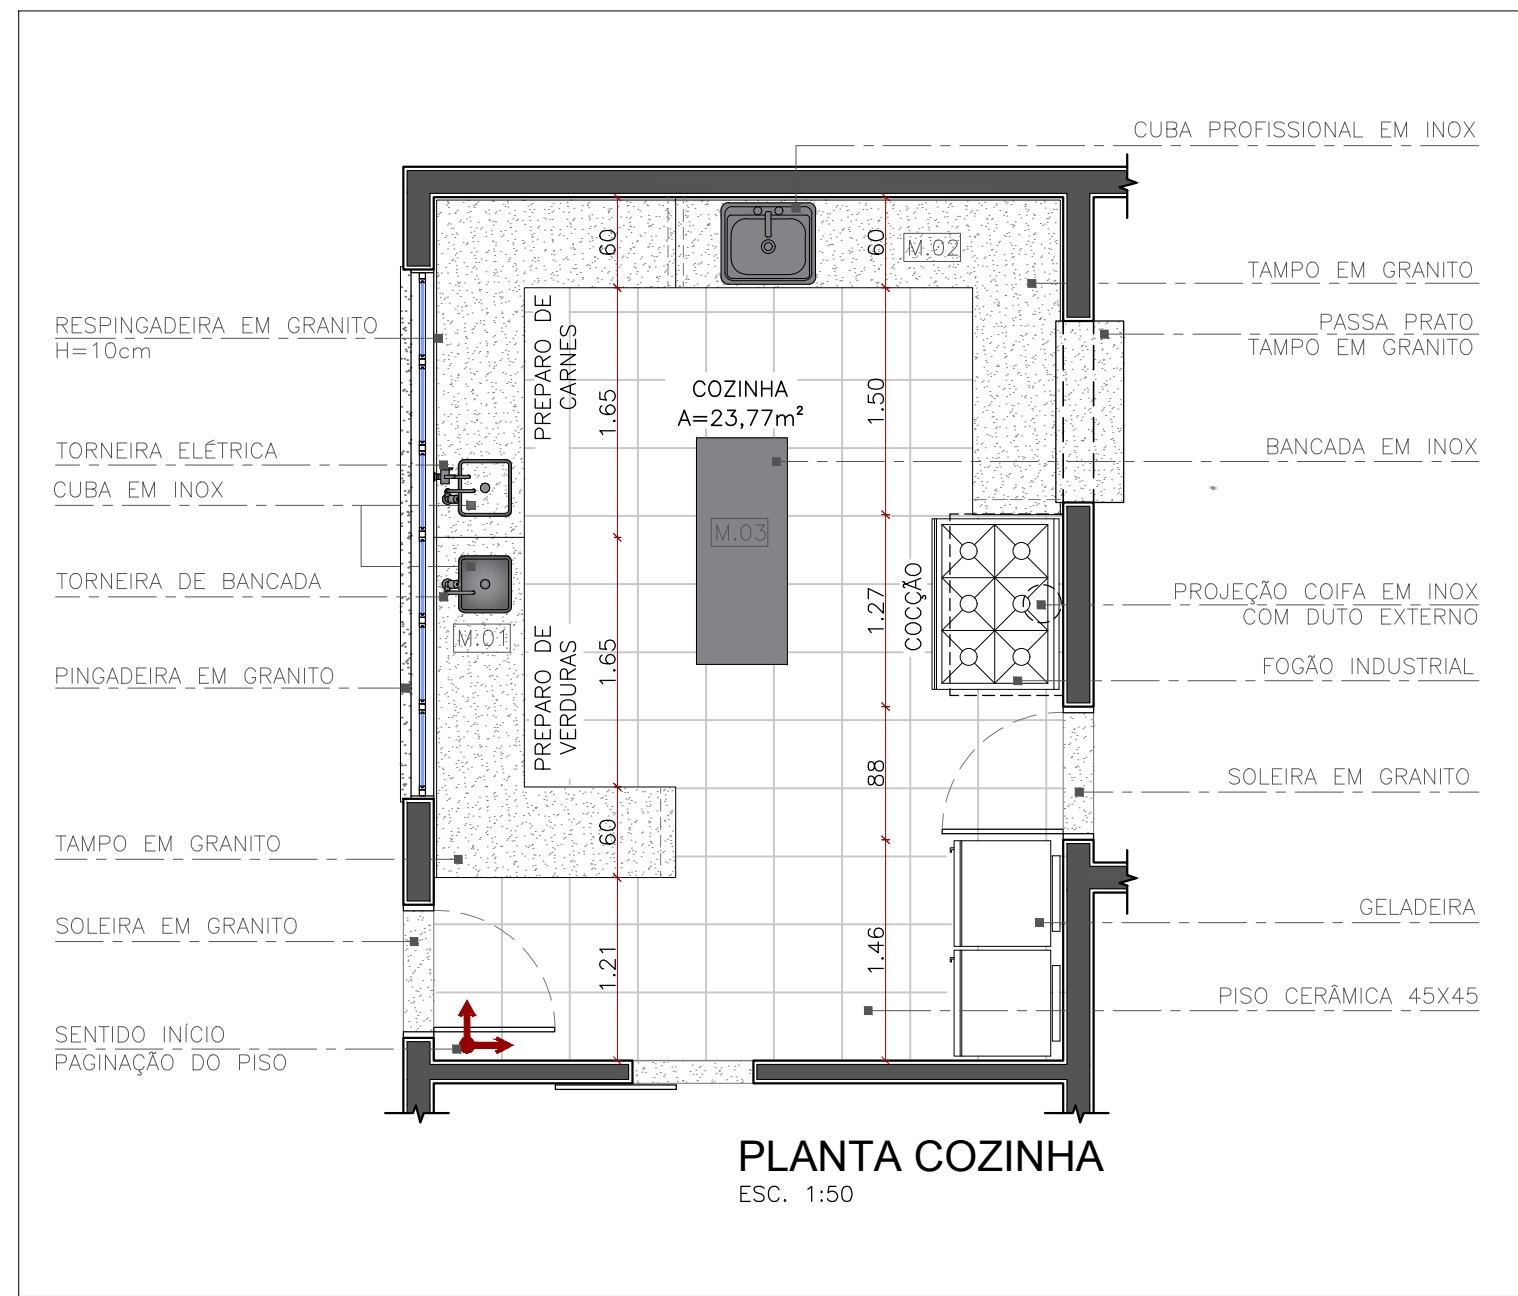 CUBA PROFISSIONAL EM INOX
TAMPO EM GRANITO
PASSA PRATO
TAMPO EM GRANITO
BANCADA EM INOX
PROJEÇÃO COIFA EM INOX
COM DUTO EXTERNO
FOGÃO INDUSTRIAL
SOLEIRA EM GRANITO
GELADEIRA
PISO CERÂMICA 45X45
RESPINGADEIRA EM GRANITO
H=10cm
TORNEIRA ELÉTRICA
CUBA EM INOX
TORNEIRA DE BANCADA
PINGADEIRA EM GRANITO
TAMPO EM GRANITO
SOLEIRA EM GRANITO
SENTIDO INÍCIO
PAGINAÇÃO DO PISO
60
1.65
1.65
60
1.21
60
1.50
1.27
88
1.46
M.02
PREPARO DE
CARNES
COZINHA
A=23,77m²
M.03
M.01
PREPARO DE
VERDURAS
COCÇÃO
PLANTA COZINHA
ESC. 1:50